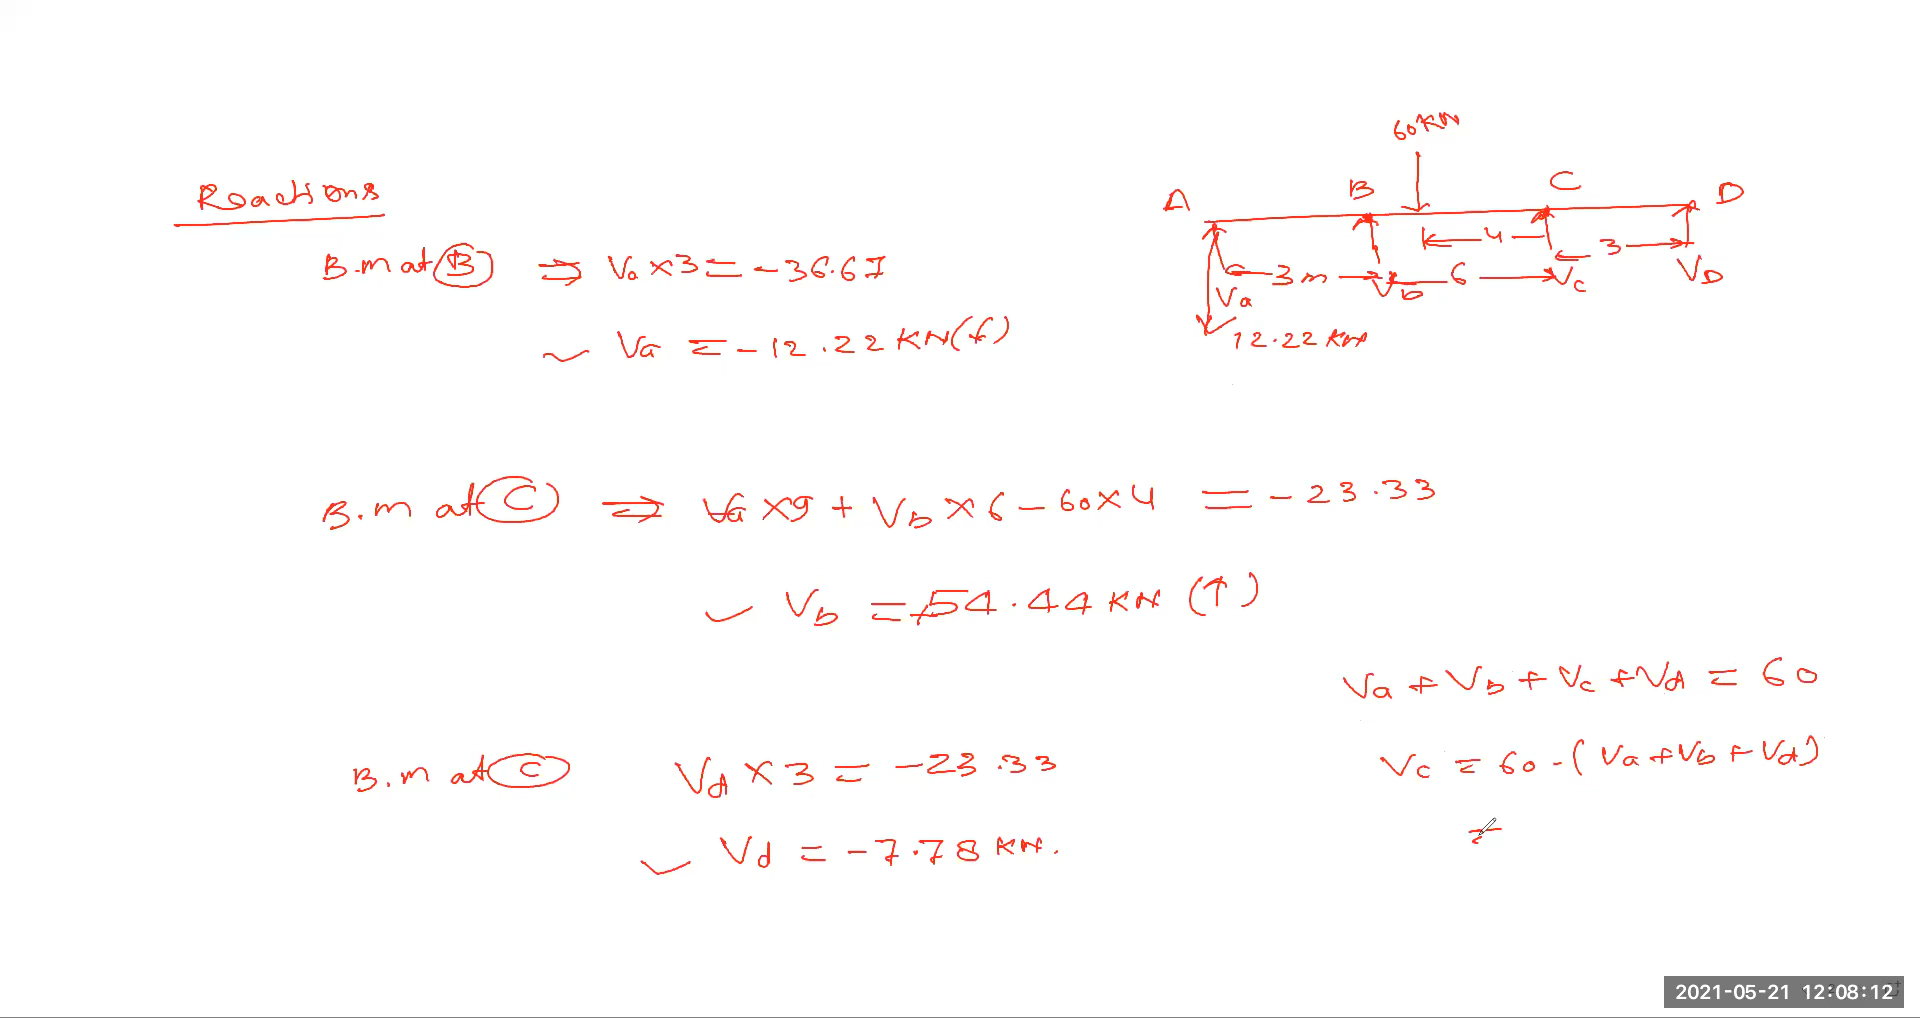 Reactions
B.m at B ⇒ Va × 3 = - 36.67
Va = - 12.22 KN (↓)
60 KN
A B C D
4 3
3 m 6
Va Vb Vc VD
12.22 KN
B.m at C ⇒ Va × 9 + Vb × 6 - 60 × 4 = - 23.33
Vb = +54.44 KN (↑)
Va + Vb + Vc + Vd = 60
B.m at C Vd × 3 = - 23.33
Vc = 60 - (Va + Vb + Vd)
=
Vd = - 7.78 KN.
2021-05-21 12:08:12